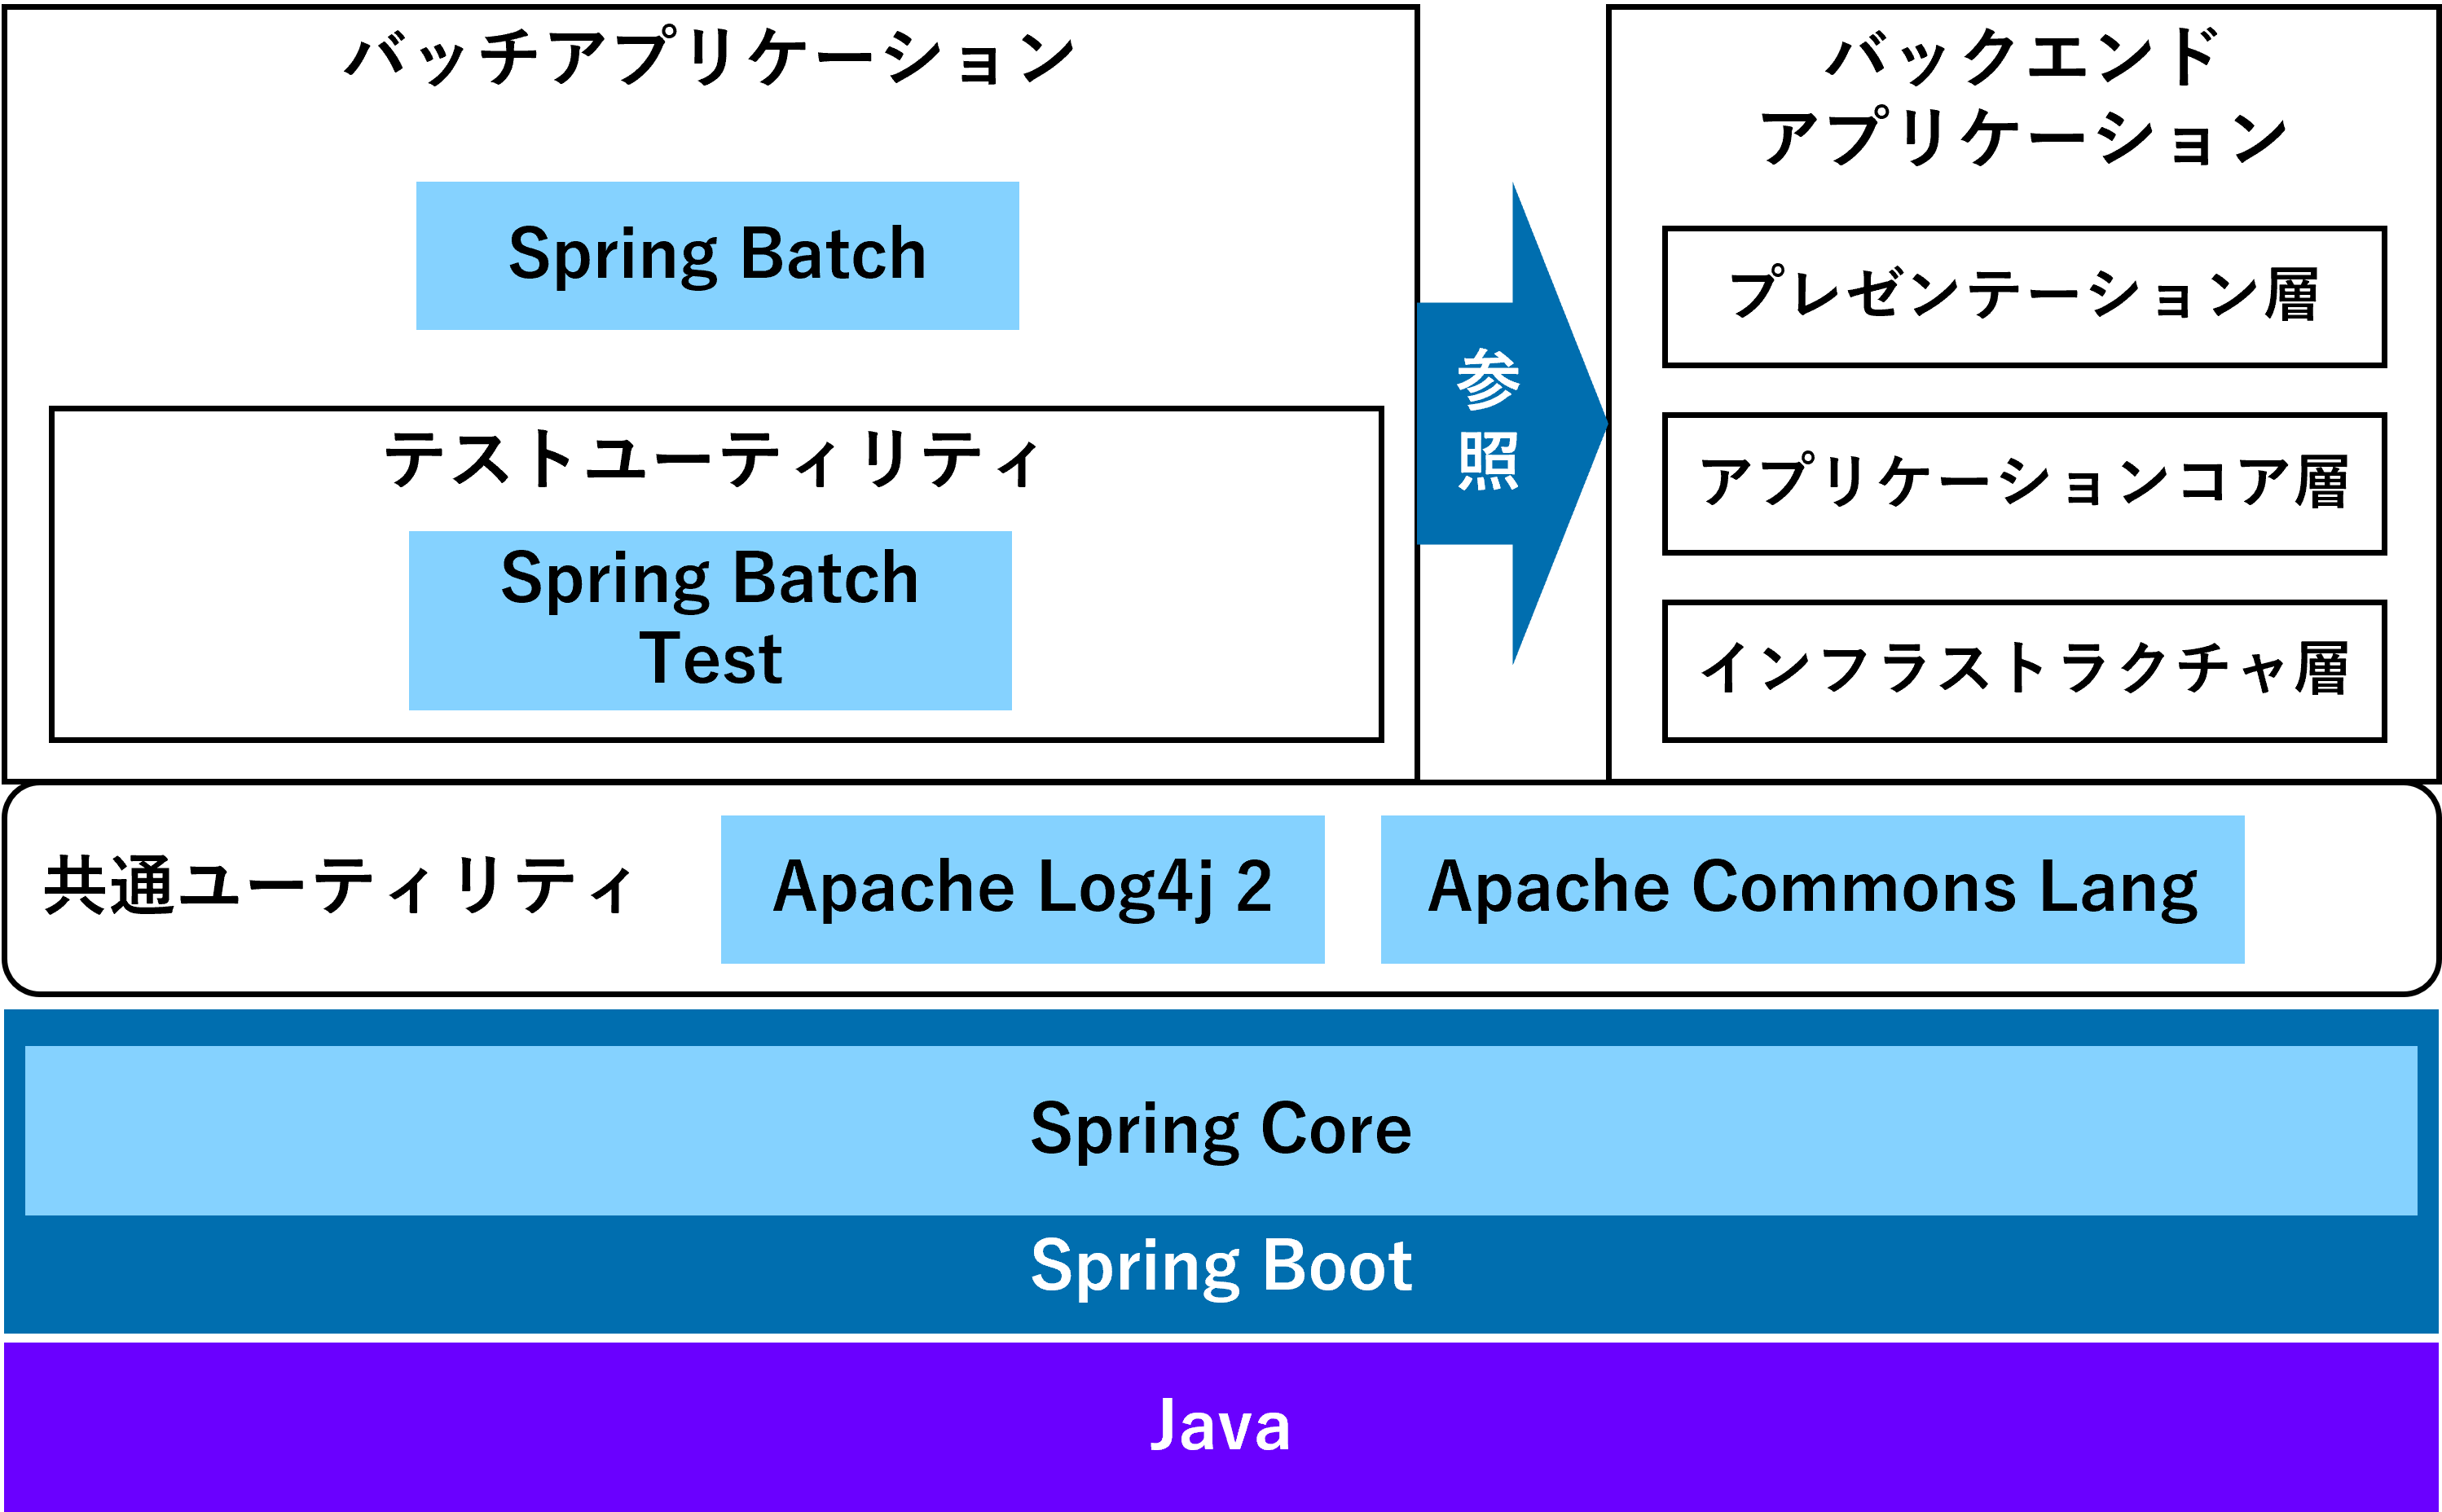 バッチアプリケーション
Spring Batch
テストユーティリティ
Spring Batch
Test
参
照
バックエンド
アプリケーション
プレゼンテーション層
アプリケーションコア層
インフラストラクチャ層
共通ユーティリティ
Apache Log4j 2
Apache Commons Lang
Spring Core
Spring Boot
Java